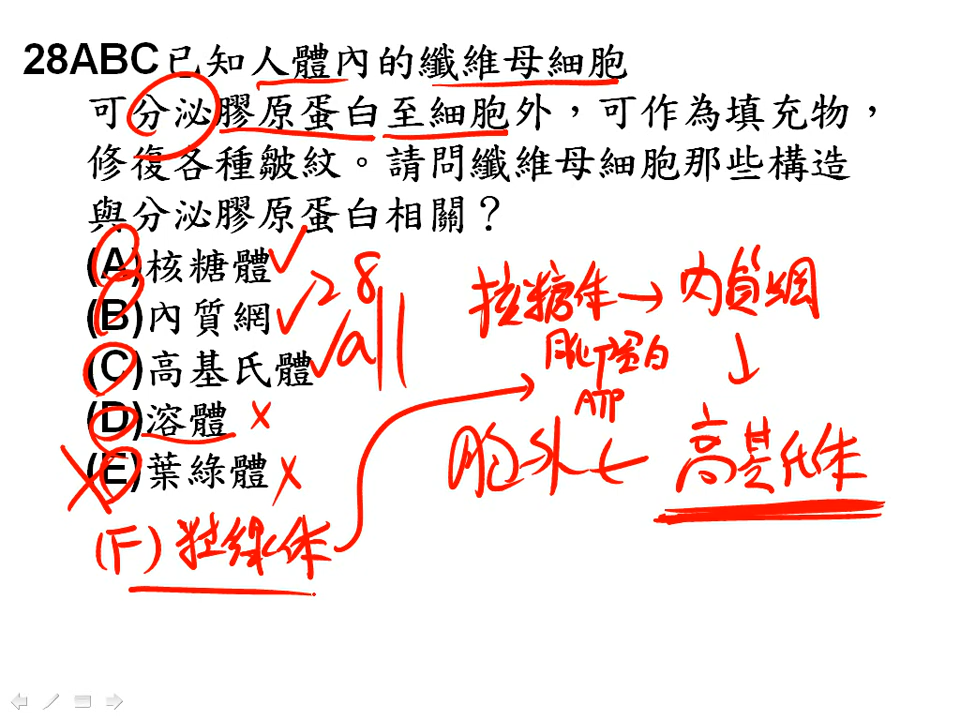 28ABC已知人體內的纖維母細胞
可分泌膠原蛋白至細胞外，可作為填充物，
修復各種皺紋。請問纖維母細胞那些構造
與分泌膠原蛋白相關？
(A)核糖體
(B)內質網
(C)高基氏體
(D)溶體
(E)葉綠體
(F)粒線体
28
all
核糖体→內質網
蛋白
ATP
↓
胞外← 高基氏体